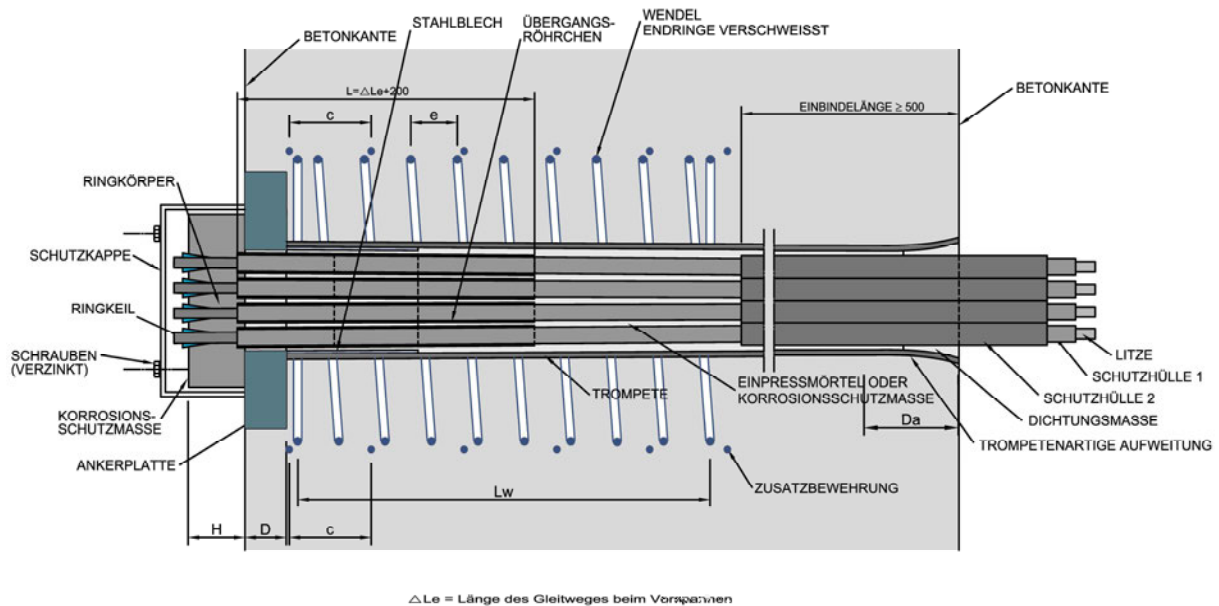 STAHLBLECH
ÜBERGANGS-
RÖHRCHEN
WENDEL
ENDRINGE VERSCHWEISST
BETONKANTE
BETONKANTE
L=△Le+200
EINBINDELÄNGE ≥ 500
c
e
RINGKÖRPER
SCHUTZKAPPE
RINGKEIL
SCHRAUBEN
(VERZINKT)
KORROSIONS-
SCHUTZMASSE
ANKERPLATTE
TROMPETE
EINPRESSMÖRTEL ODER
KORROSIONSSCHUTZMASSE
LITZE
SCHUTZHÜLLE 1
SCHUTZHÜLLE 2
DICHTUNGSMASSE
TROMPETENARTIGE AUFWEITUNG
Da
ZUSATZBEWEHRUNG
Lw
H
D
c
△Le = Länge des Gleitweges beim Vorspannen